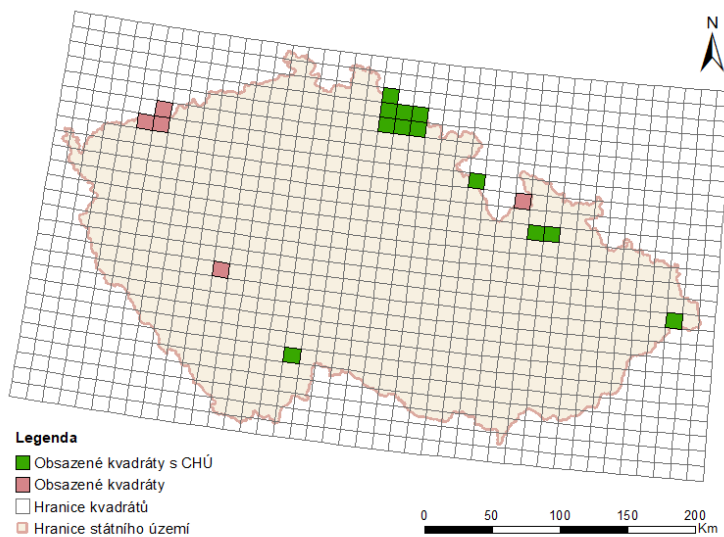 N
Legenda
Obsazené kvadráty s CHÚ
Obsazené kvadráty
Hranice kvadrátů
Hranice státního území
0 50 100 150 200
Km